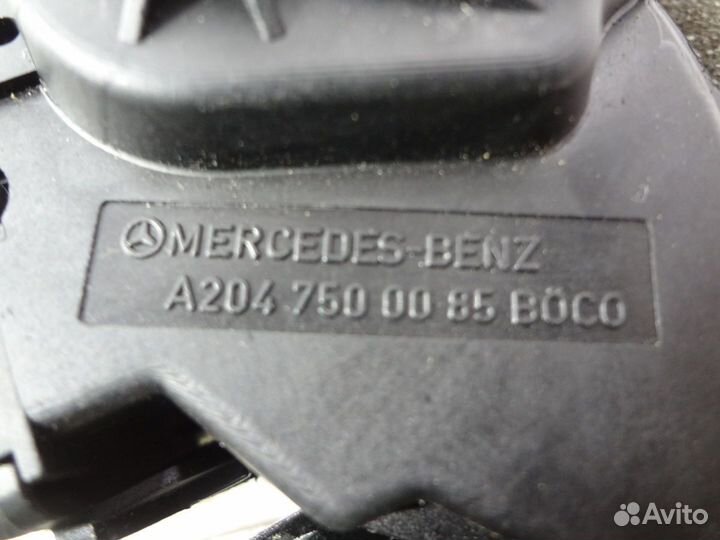 MERCEDES-BENZ
A204 750 00 85 BÖCO
Avito